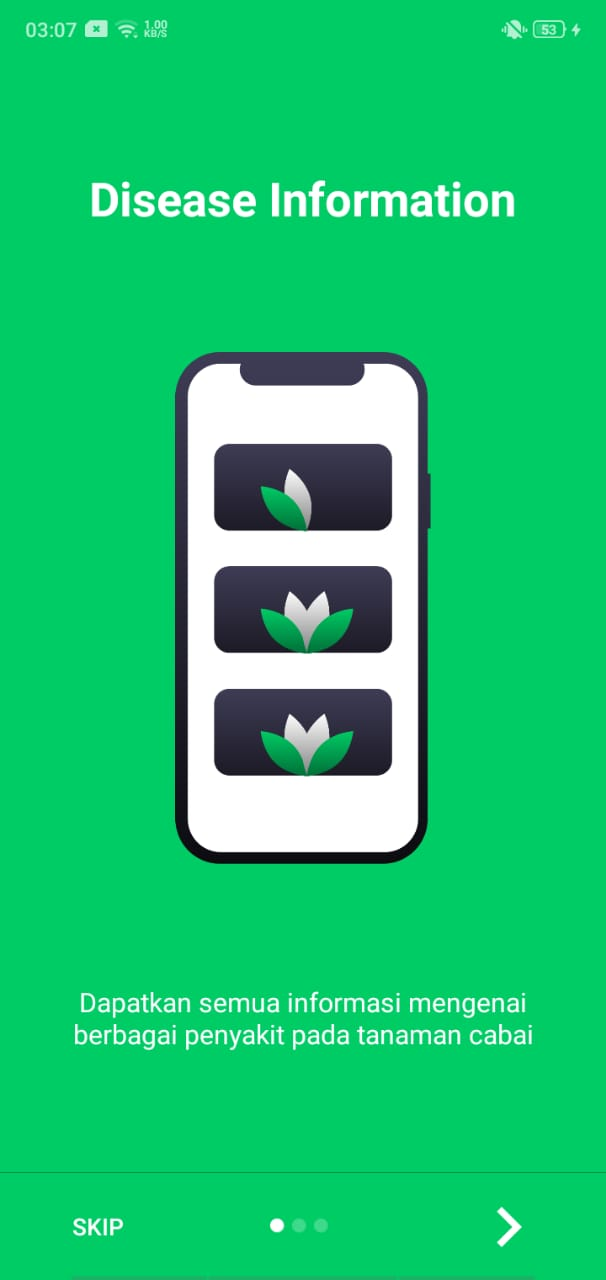 03:07 1.00 KB/S 53
Disease Information
Dapatkan semua informasi mengenai
berbagai penyakit pada tanaman cabai
SKIP